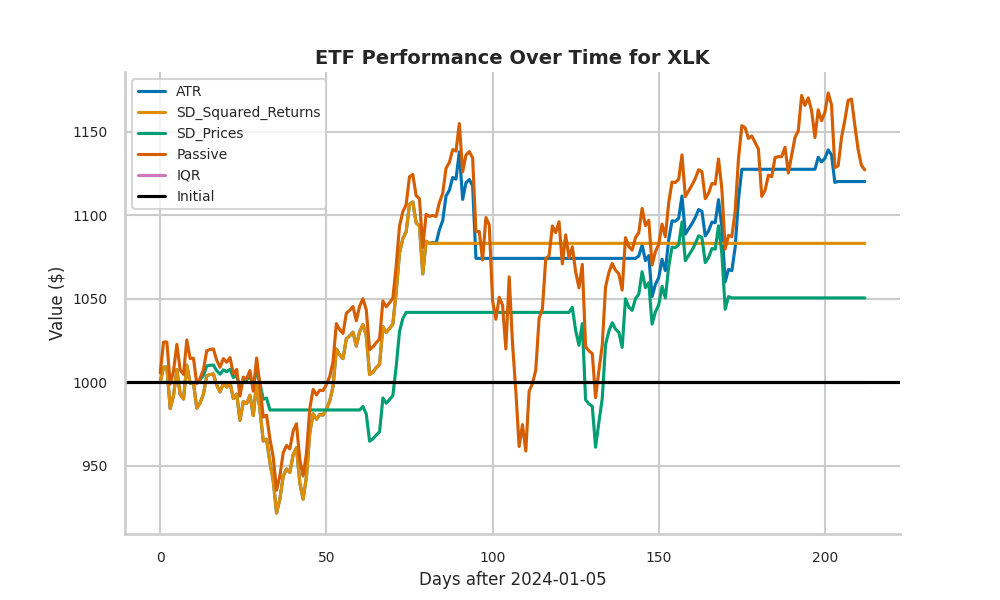 ETF Performance Over Time for XLK
ATR
SD_Squared_Returns
SD_Prices
Passive
IQR
Initial
Value ($)
1150
1100
1050
1000
950
0 50 100 150 200
Days after 2024-01-05